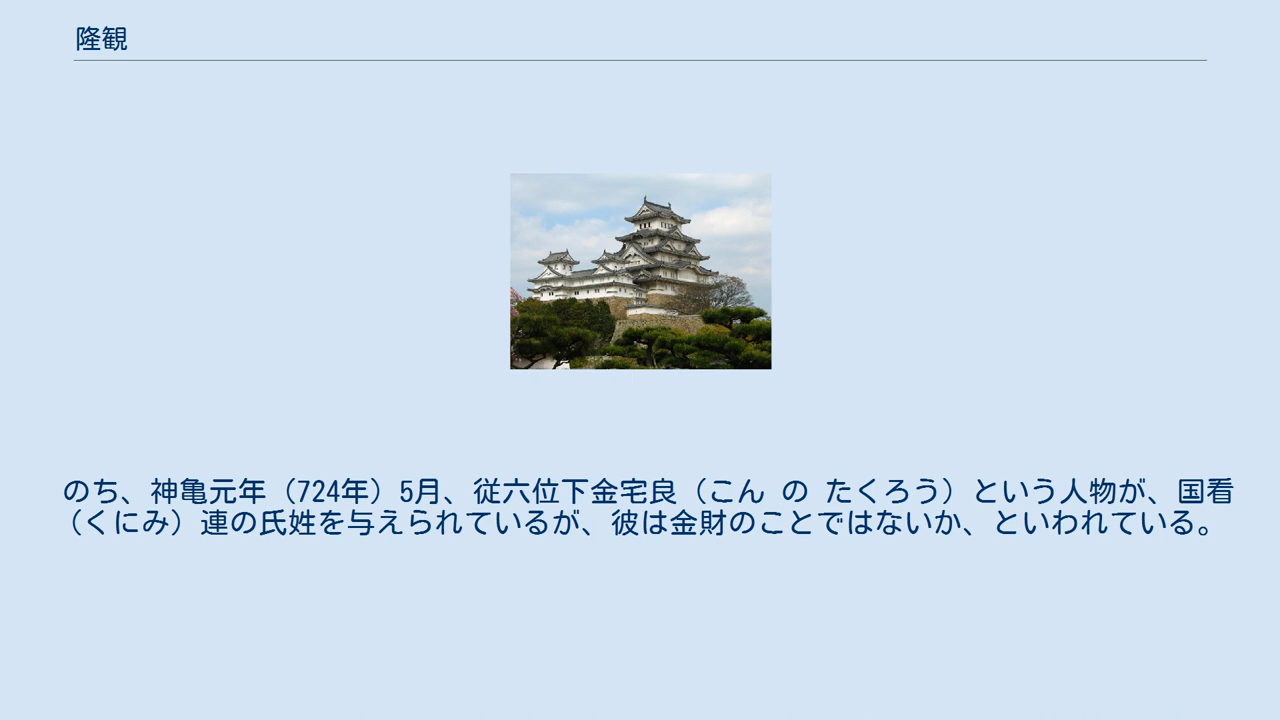 隆観
のち、神亀元年（724年）5月、従六位下金宅良（こん の たくろう）という人物が、国看
（くにみ）連の氏姓を与えられているが、彼は金財のことではないか、といわれている。